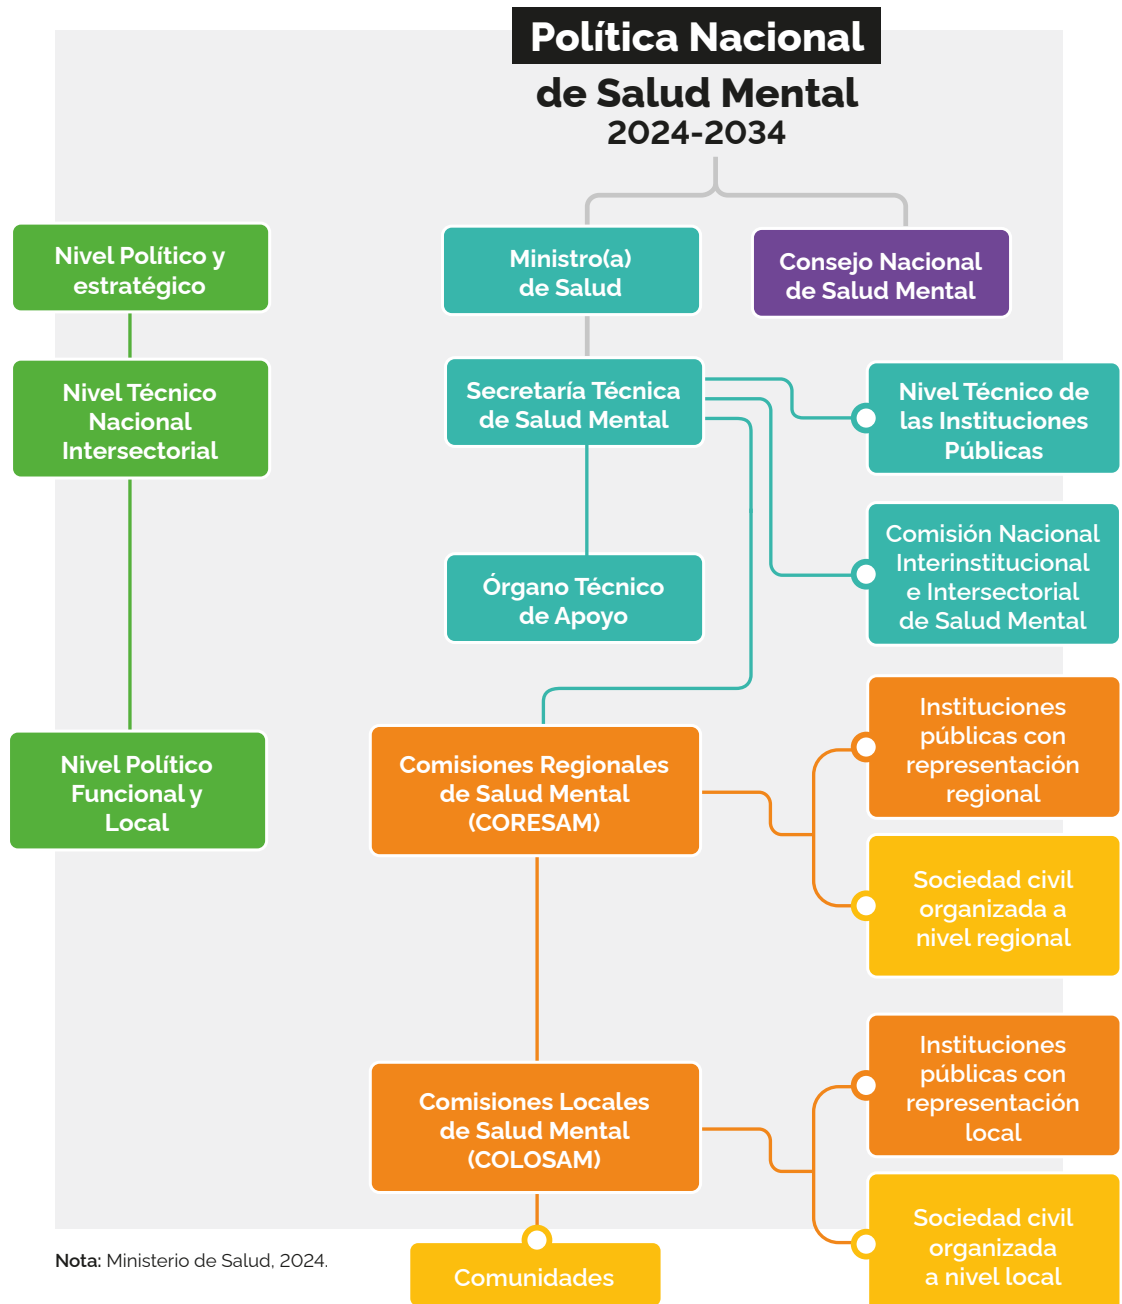 Política Nacional
de Salud Mental
2024-2034
Nivel Político y
estratégico
Ministro(a)
de Salud
Consejo Nacional
de Salud Mental
Nivel Técnico
Nacional
Intersectorial
Secretaría Técnica
de Salud Mental
Nivel Técnico de
las Instituciones
Públicas
Comisión Nacional
Interinstitucional
e Intersectorial
de Salud Mental
Órgano Técnico
de Apoyo
Nivel Político
Funcional y
Local
Comisiones Regionales
de Salud Mental
(CORESAM)
Instituciones
públicas con
representación
regional
Sociedad civil
organizada a
nivel regional
Comisiones Locales
de Salud Mental
(COLOSAM)
Instituciones
públicas con
representación
local
Sociedad civil
organizada
a nivel local
Comunidades
Nota: Ministerio de Salud, 2024.